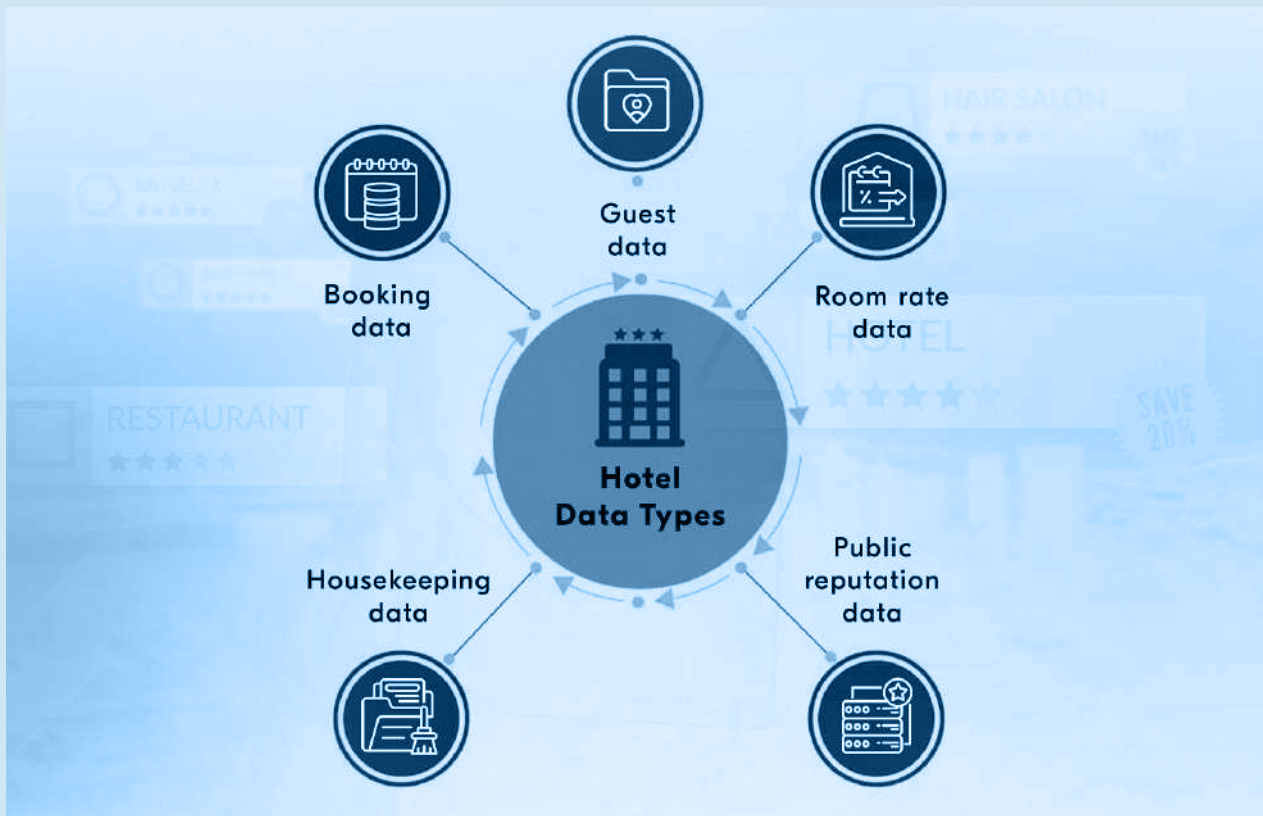 HAIR SALON
MUSEUM
Guest
data
Booking
data
Room rate
data
HOTEL
RESTAURANT
SAVE
20%
Hotel
Data Types
Housekeeping
data
Public
reputation
data
%